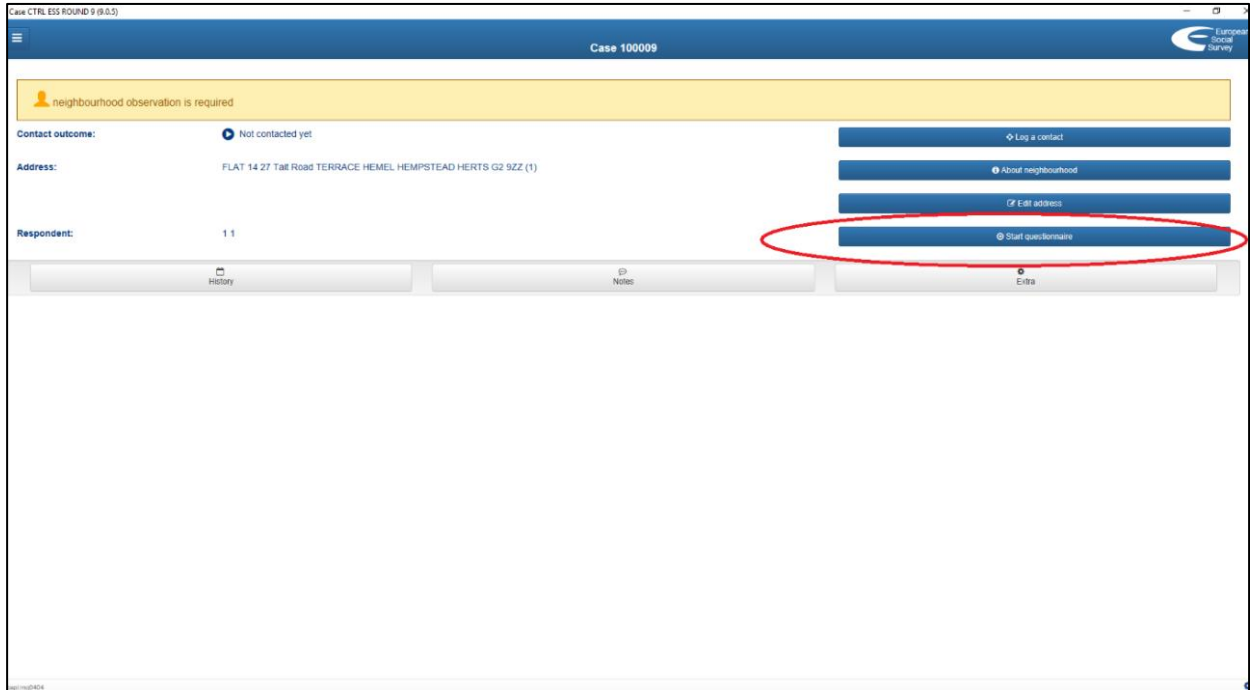 Case CTRL ESS ROUND 9 (9.0.5)
Case 100009
European
Social
Survey
neighbourhood observation is required
Contact outcome:
Not contacted yet
Log a contact
Address:
FLAT 14 27 Tait Road TERRACE HEMEL HEMPSTEAD HERTS G2 9ZZ (1)
About neighbourhood
Edit address
Respondent:
1 1
Start questionnaire
History
Notes
Extra